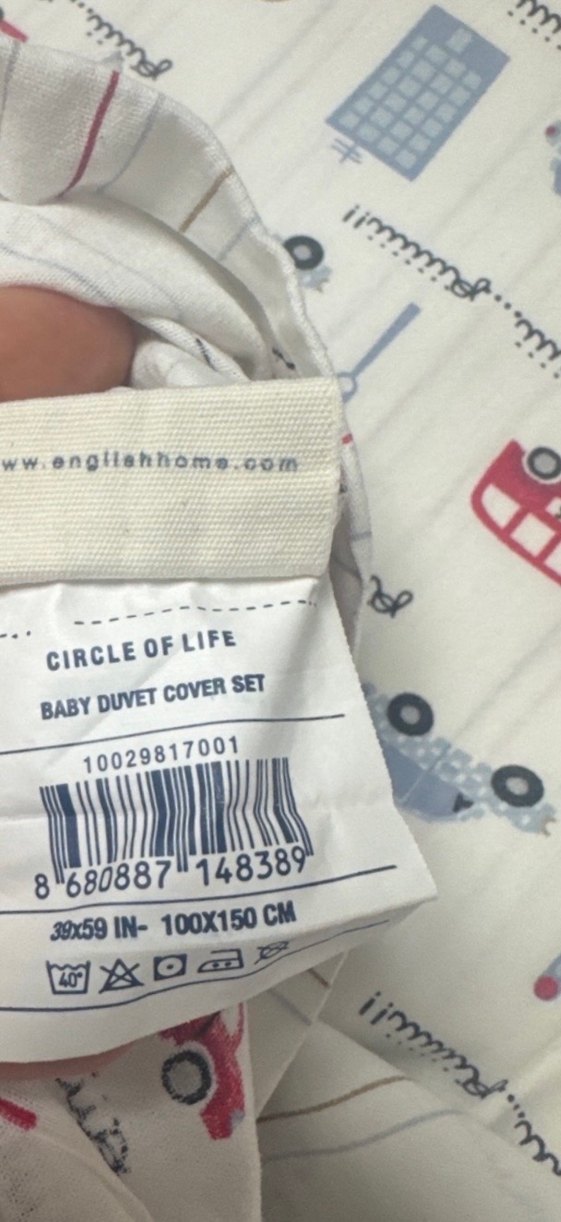 ww.englishhome.com
CIRCLE OF LIFE
BABY DUVET COVER SET
10029817001
8 680887 148389
39x59 IN- 100X150 CM
40°